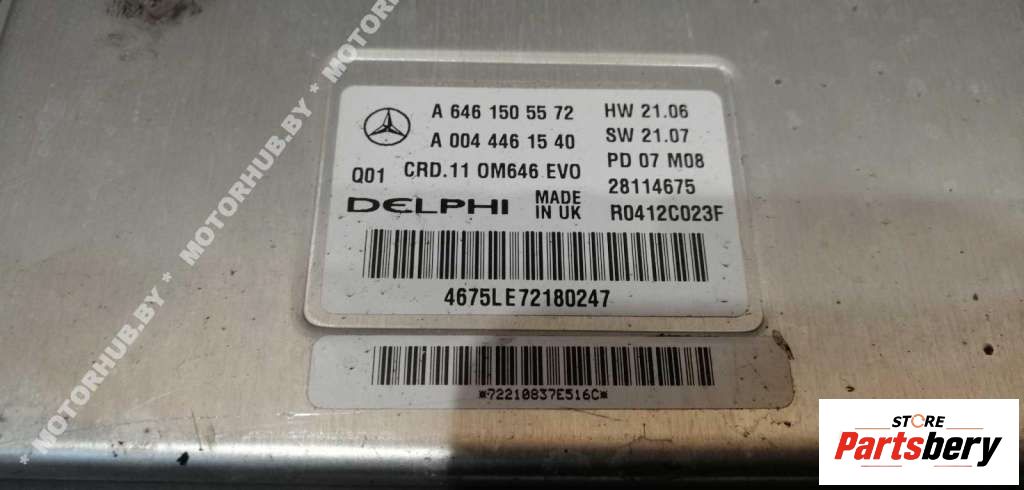 A 646 150 55 72
A 004 446 15 40
Q01 CRD.11 OM646 EVO
DELPHI MADE IN UK
HW 21.06
SW 21.07
PD 07 M08
28114675
R0412C023F
4675LE72180247
*72210837E516C*
* MOTORHUB.BY * MOTORHUB.BY * MOTORHUB
STORE
Partsbery